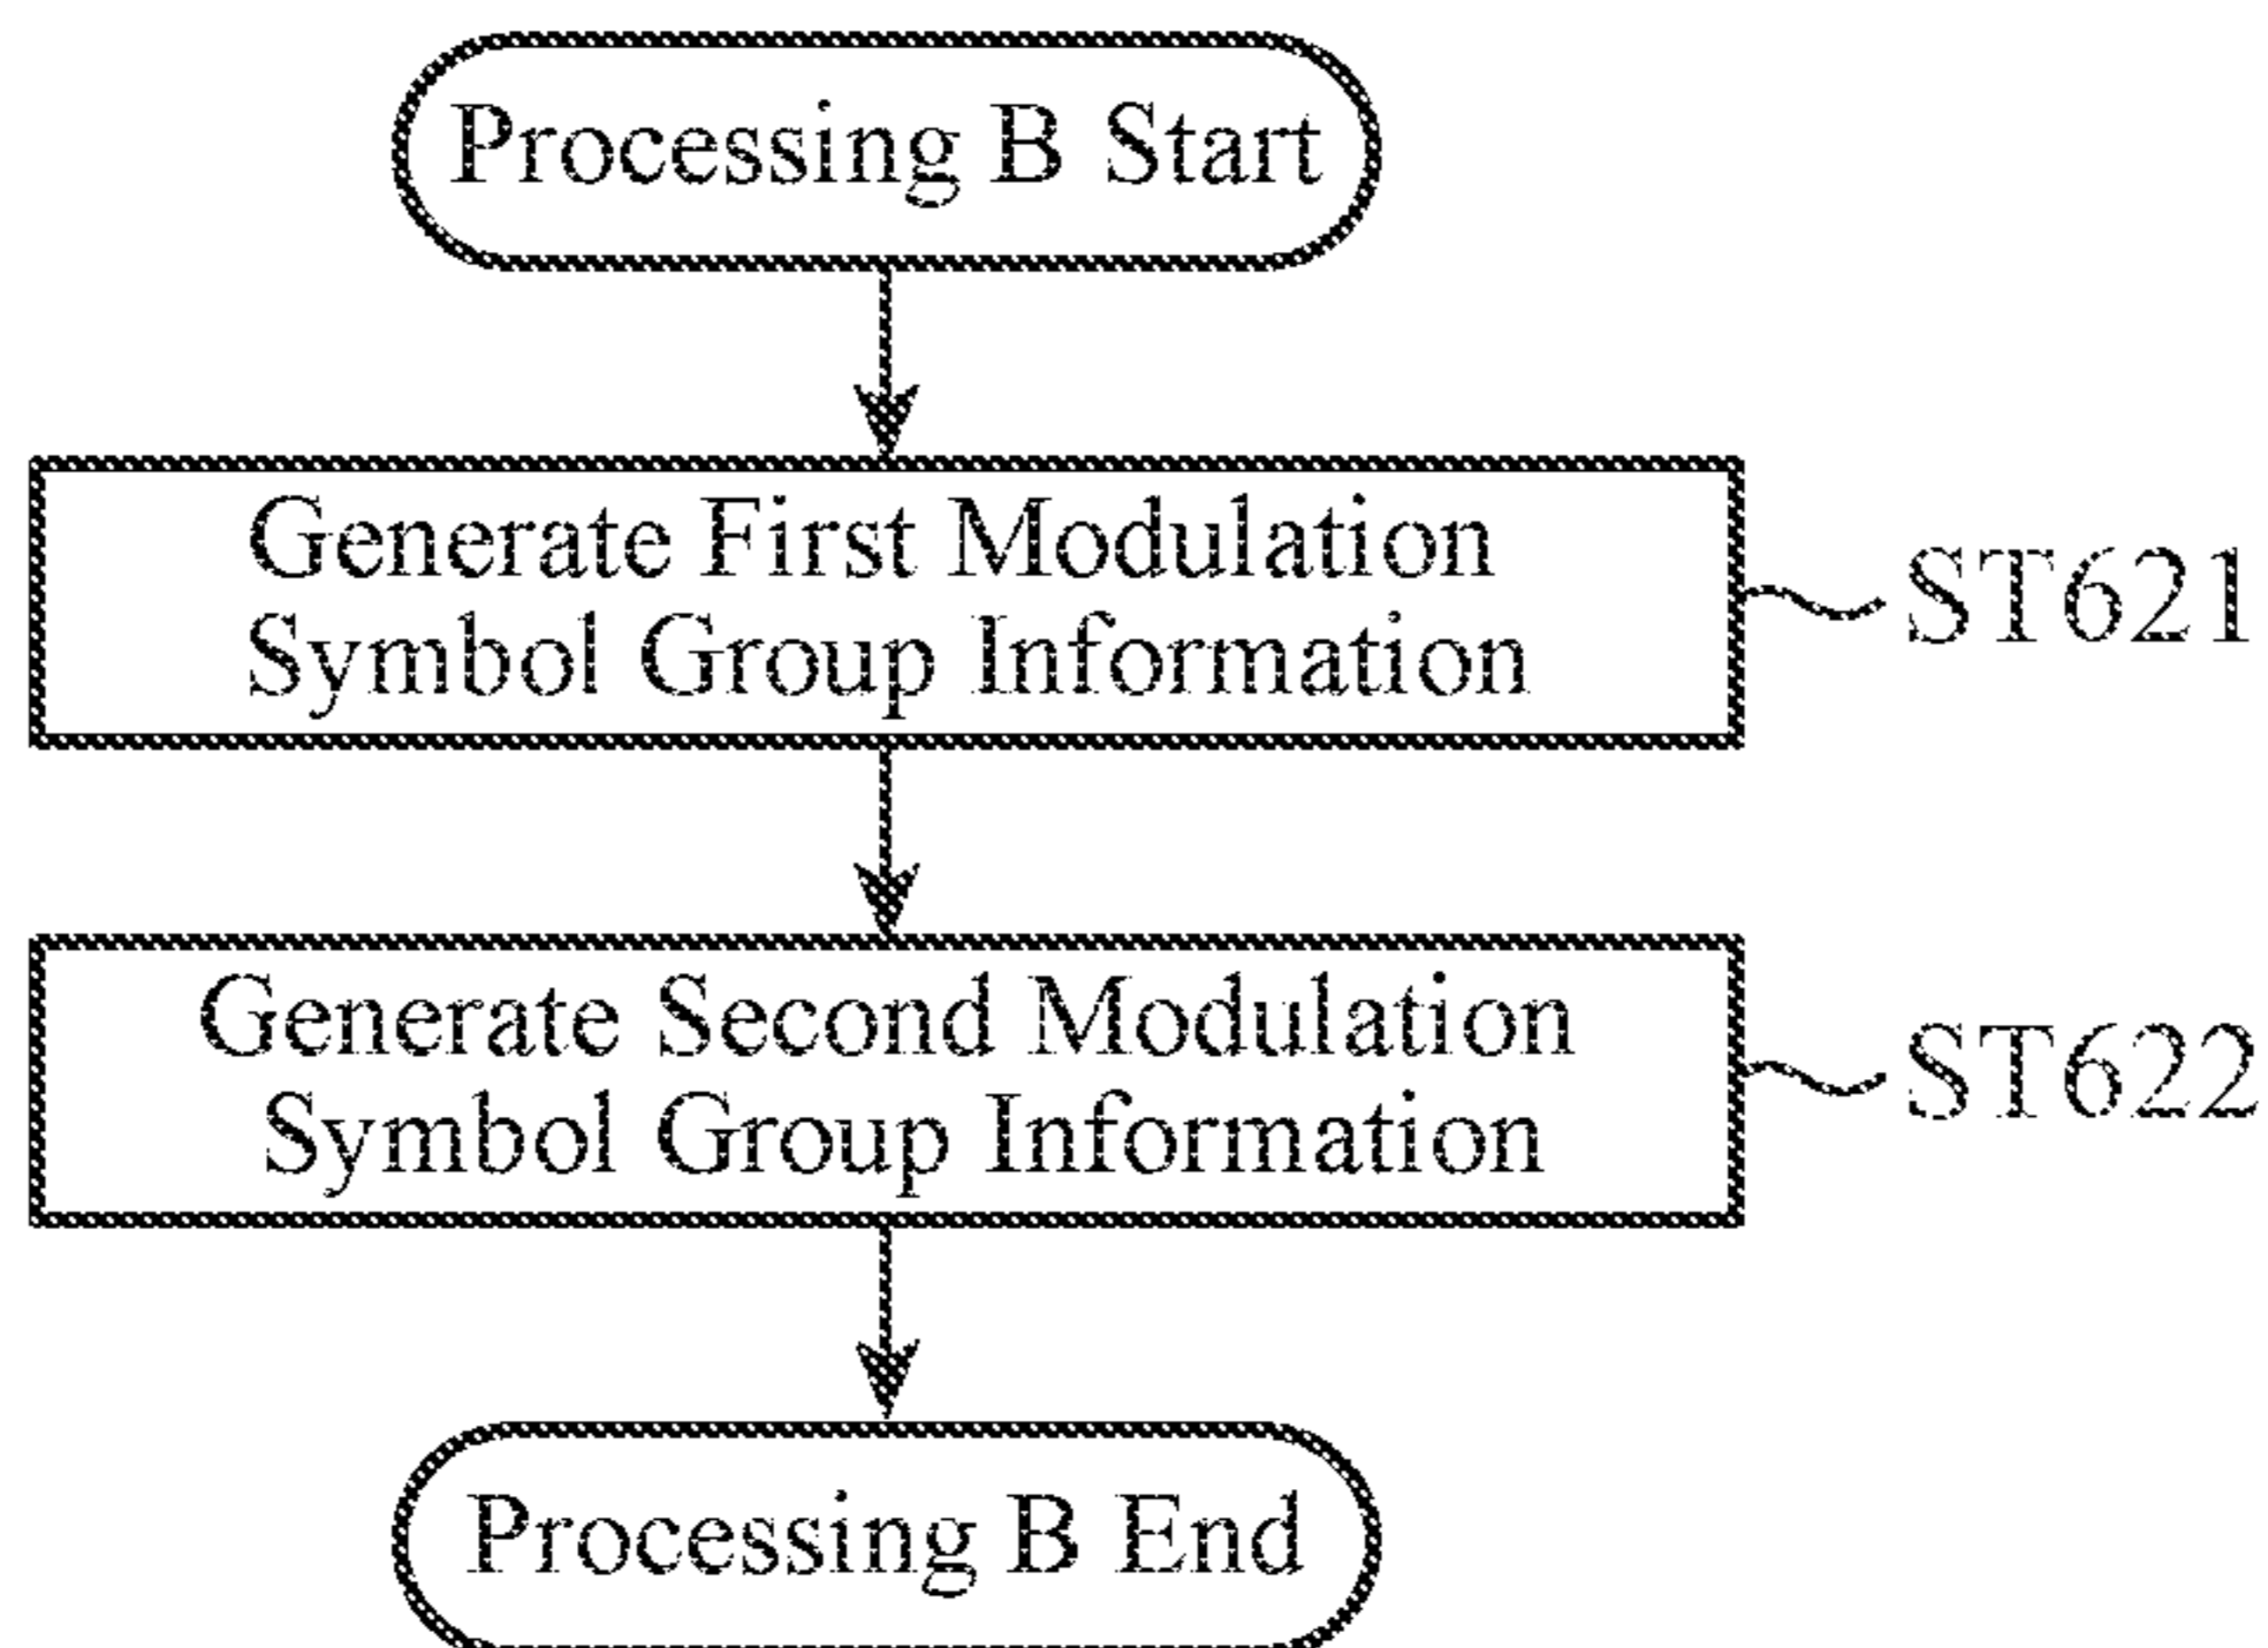 Processing B Start
Generate First Modulation
Symbol Group Information
ST621
Generate Second Modulation
Symbol Group Information
ST622
Processing B End